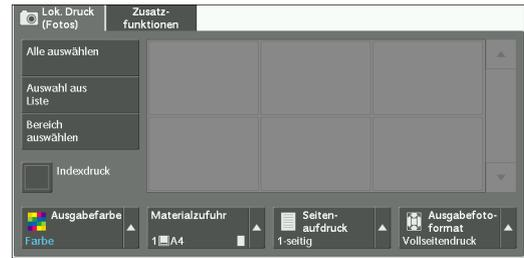 Lok. Druck
(Fotos)
Zusatz-
funktionen
Alle auswählen
Auswahl aus
Liste
Bereich
auswählen
Indexdruck
Ausgabefarbe
Farbe
Materialzufuhr
1 A4
Seiten-
aufdruck
1-seitig
Ausgabefoto-
format
Vollseitendruck